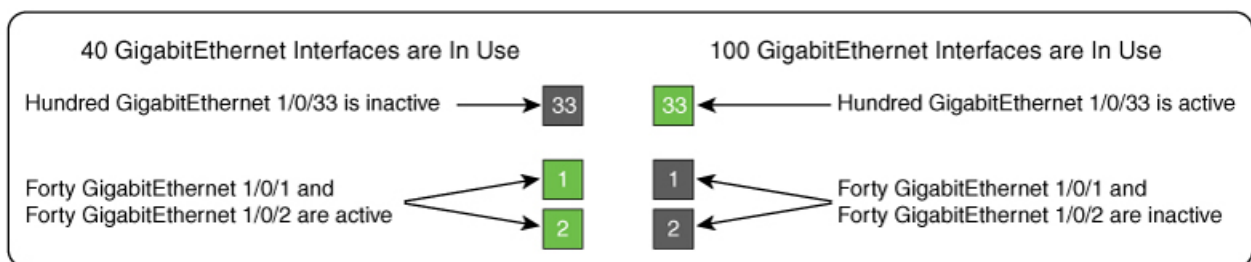 40 GigabitEthernet Interfaces are In Use
100 GigabitEthernet Interfaces are In Use
Hundred GigabitEthernet 1/0/33 is inactive
33
33
Hundred GigabitEthernet 1/0/33 is active
Forty GigabitEthernet 1/0/1 and
Forty GigabitEthernet 1/0/2 are active
1
2
1
2
Forty GigabitEthernet 1/0/1 and
Forty GigabitEthernet 1/0/2 are inactive